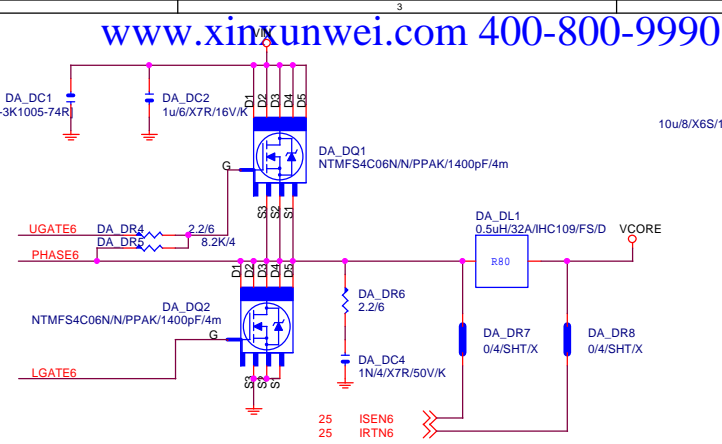 3
www.xinxunwei.com 400-800-9990
VIN
DA_DC1
-3K1005-74R
DA_DC2
1u/6/X7R/16V/K
D1
D2
D3
D4
D5
10u/8/X6S/1
DA_DQ1
NTMFS4C06N/N/PPAK/1400pF/4m
G
S3
S2
S1
UGATE6
DA_DR4
2.2/6
DA_DR5
8.2K/4
PHASE6
DA_DL1
0.5uH/32A/IHC109/FS/D
VCORE
R80
D1
D2
D3
D4
D5
DA_DQ2
NTMFS4C06N/N/PPAK/1400pF/4m
G
DA_DR6
2.2/6
DA_DR7
0/4/SHT/X
DA_DR8
0/4/SHT/X
DA_DC4
1N/4/X7R/50V/K
LGATE6
S3
S2
S1
25 ISEN6
25 IRTN6